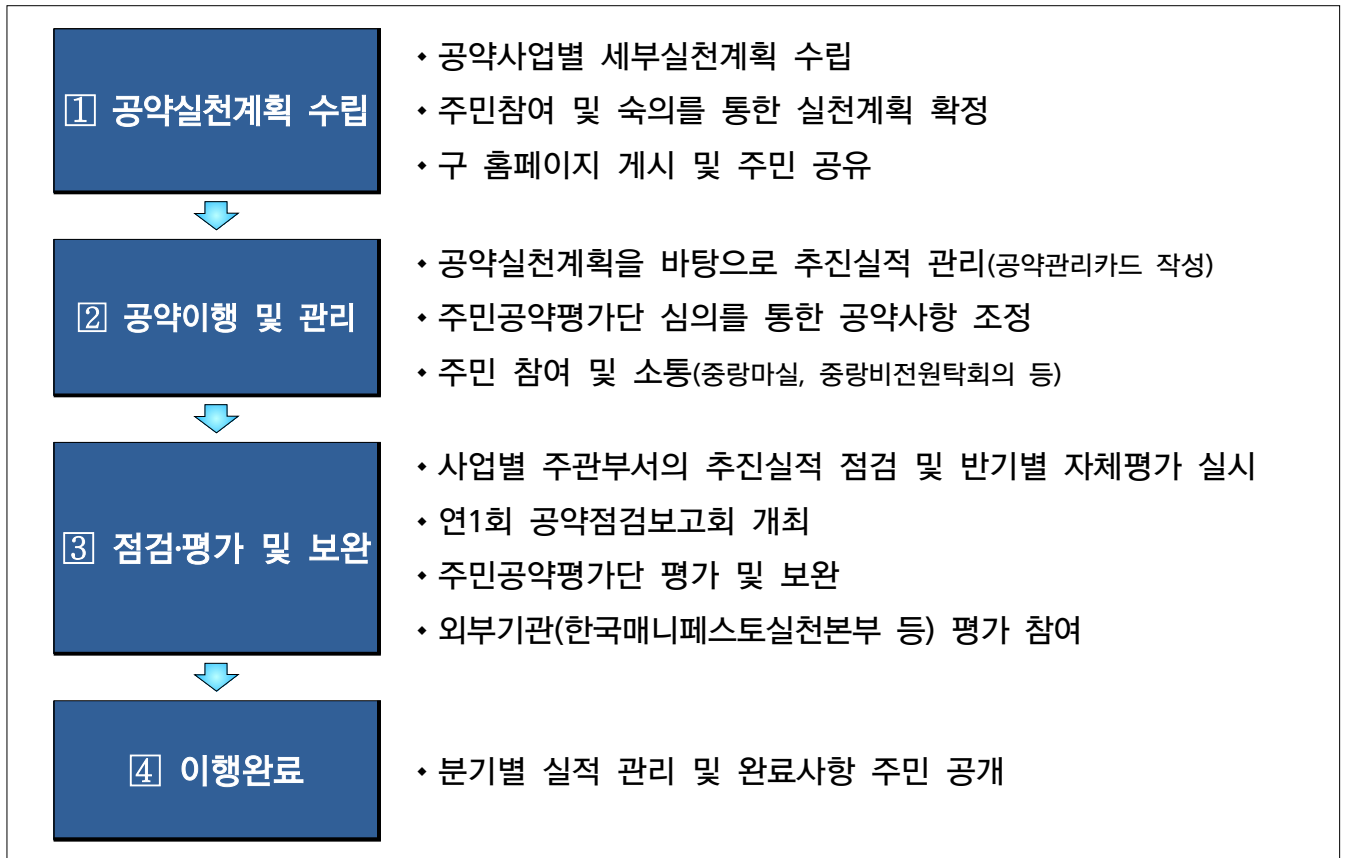 1 공약실천계획 수립
◆ 공약사업별 세부실천계획 수립
◆ 주민참여 및 숙의를 통한 실천계획 확정
◆ 구 홈페이지 게시 및 주민 공유
2 공약이행 및 관리
◆ 공약실천계획을 바탕으로 추진실적 관리(공약관리카드 작성)
◆ 주민공약평가단 심의를 통한 공약사항 조정
◆ 주민 참여 및 소통(중랑마실, 중랑비전원탁회의 등)
3 점검·평가 및 보완
◆ 사업별 주관부서의 추진실적 점검 및 반기별 자체평가 실시
◆ 연1회 공약점검보고회 개최
◆ 주민공약평가단 평가 및 보완
◆ 외부기관(한국매니페스토실천본부 등) 평가 참여
4 이행완료
◆ 분기별 실적 관리 및 완료사항 주민 공개